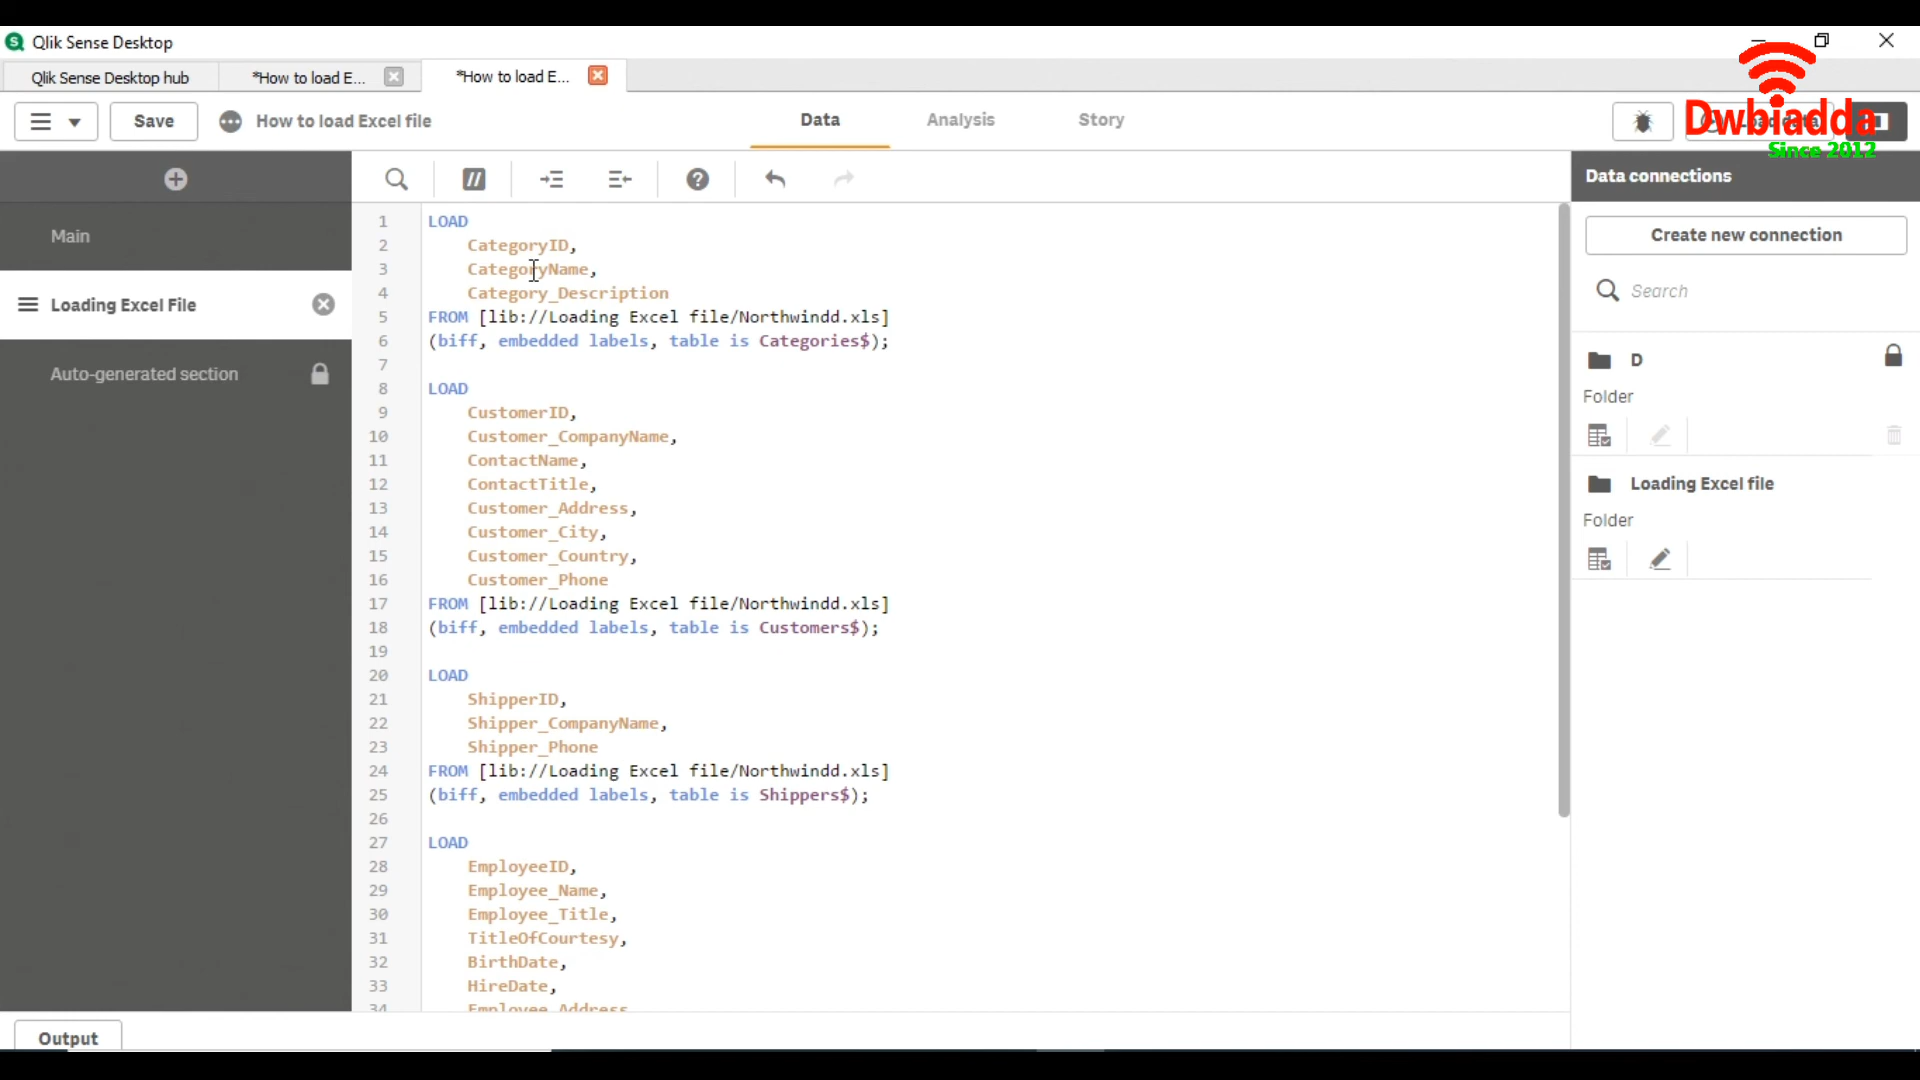 Qlik Sense Desktop
Qlik Sense Desktop hub
*How to load E...
*How to load E...
Save
How to load Excel file
Data
Analysis
Story
Dwbiadda
Since 2012
Main
Loading Excel File
Auto-generated section
1 LOAD
2 CategoryID,
3 CategoryName,
4 Category_Description
5 FROM [lib://Loading Excel file/Northwindd.xls]
6 (biff, embedded labels, table is Categories$);
7
8 LOAD
9 CustomerID,
10 Customer_CompanyName,
11 ContactName,
12 ContactTitle,
13 Customer_Address,
14 Customer_City,
15 Customer_Country,
16 Customer_Phone
17 FROM [lib://Loading Excel file/Northwindd.xls]
18 (biff, embedded labels, table is Customers$);
19
20 LOAD
21 ShipperID,
22 Shipper_CompanyName,
23 Shipper_Phone
24 FROM [lib://Loading Excel file/Northwindd.xls]
25 (biff, embedded labels, table is Shippers$);
26
27 LOAD
28 EmployeeID,
29 Employee_Name,
30 Employee_Title,
31 TitleOfCourtesy,
32 BirthDate,
33 HireDate,
34 Employee_Address
Data connections
Create new connection
Search
D
Folder
Loading Excel file
Folder
Output